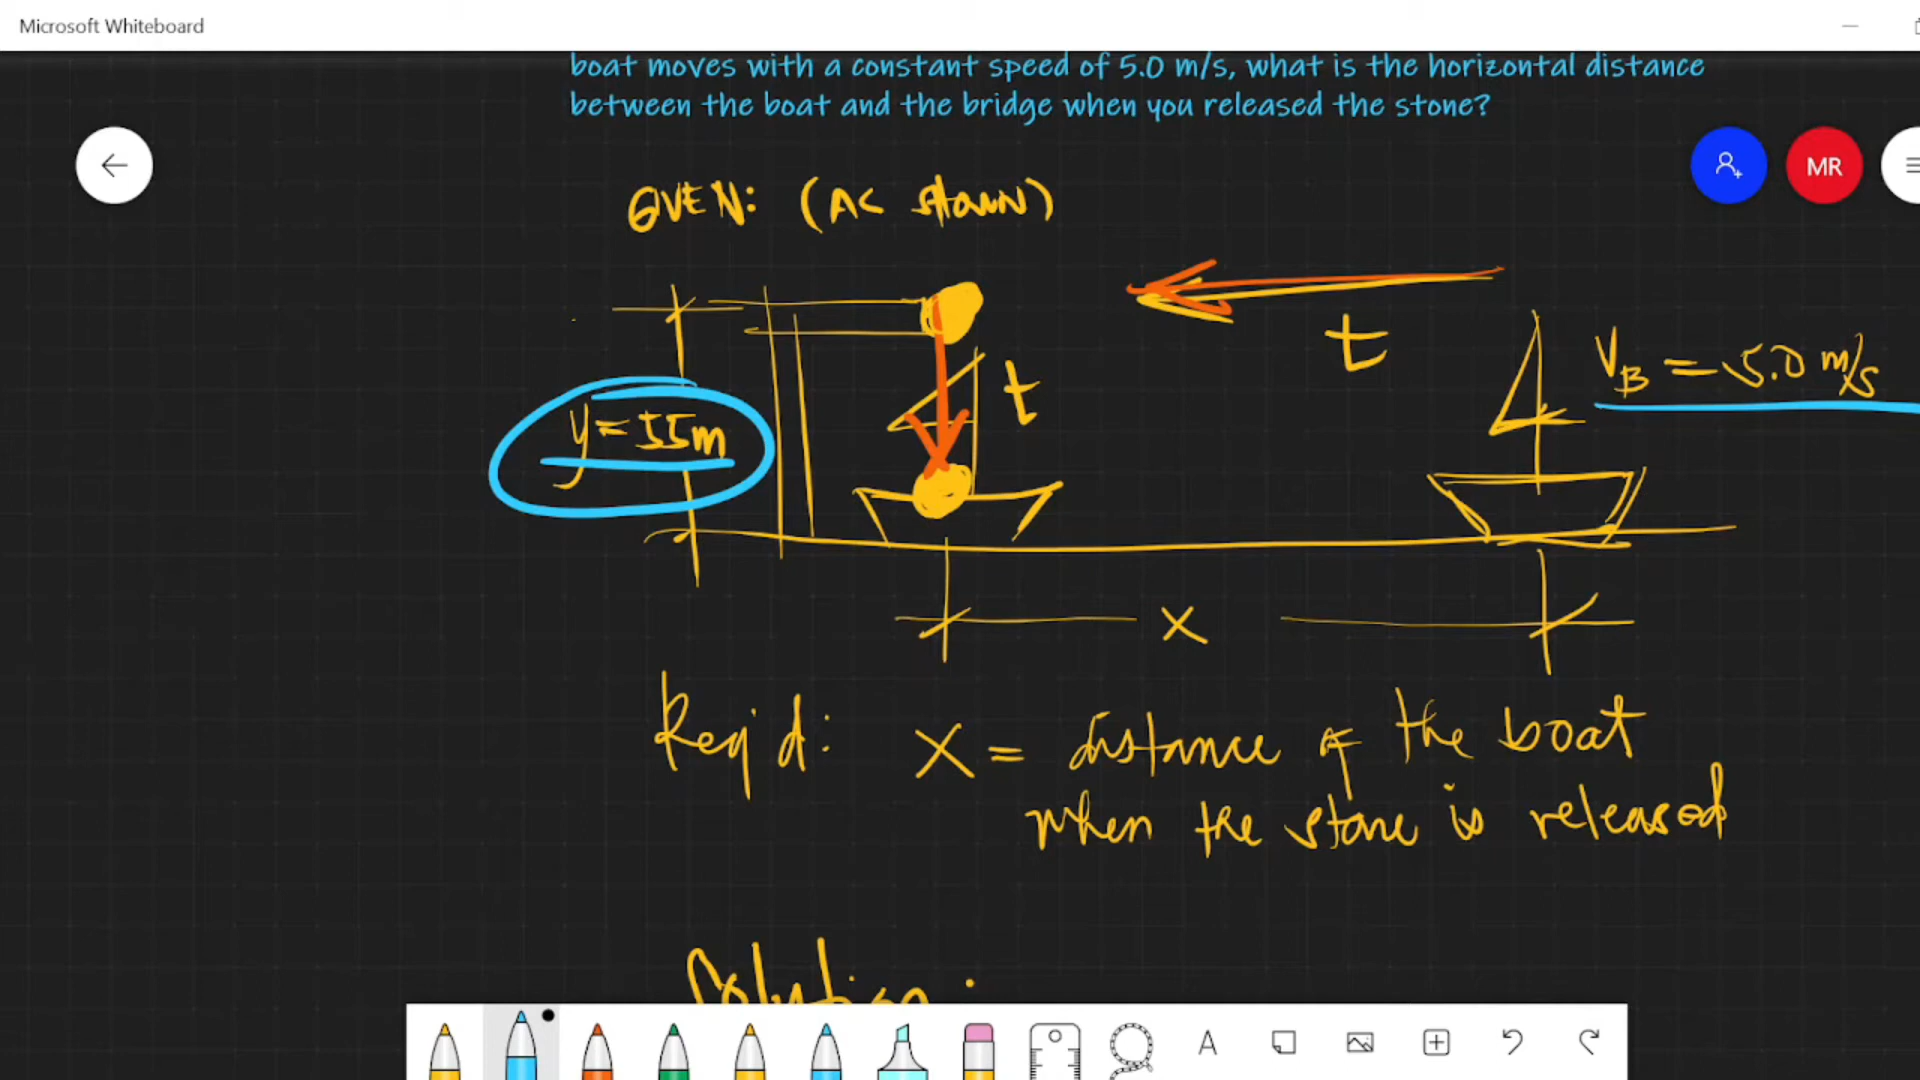 Microsoft Whiteboard
boat moves with a constant speed of 5.0 m/s, what is the horizontal distance
between the boat and the bridge when you released the stone?
MR
GIVEN: (AS shown)
t
t
V_B = 5.0 m/s
y = 55m
x
Req'd: X = distance of the boat
when the stone is released
Solution:
A